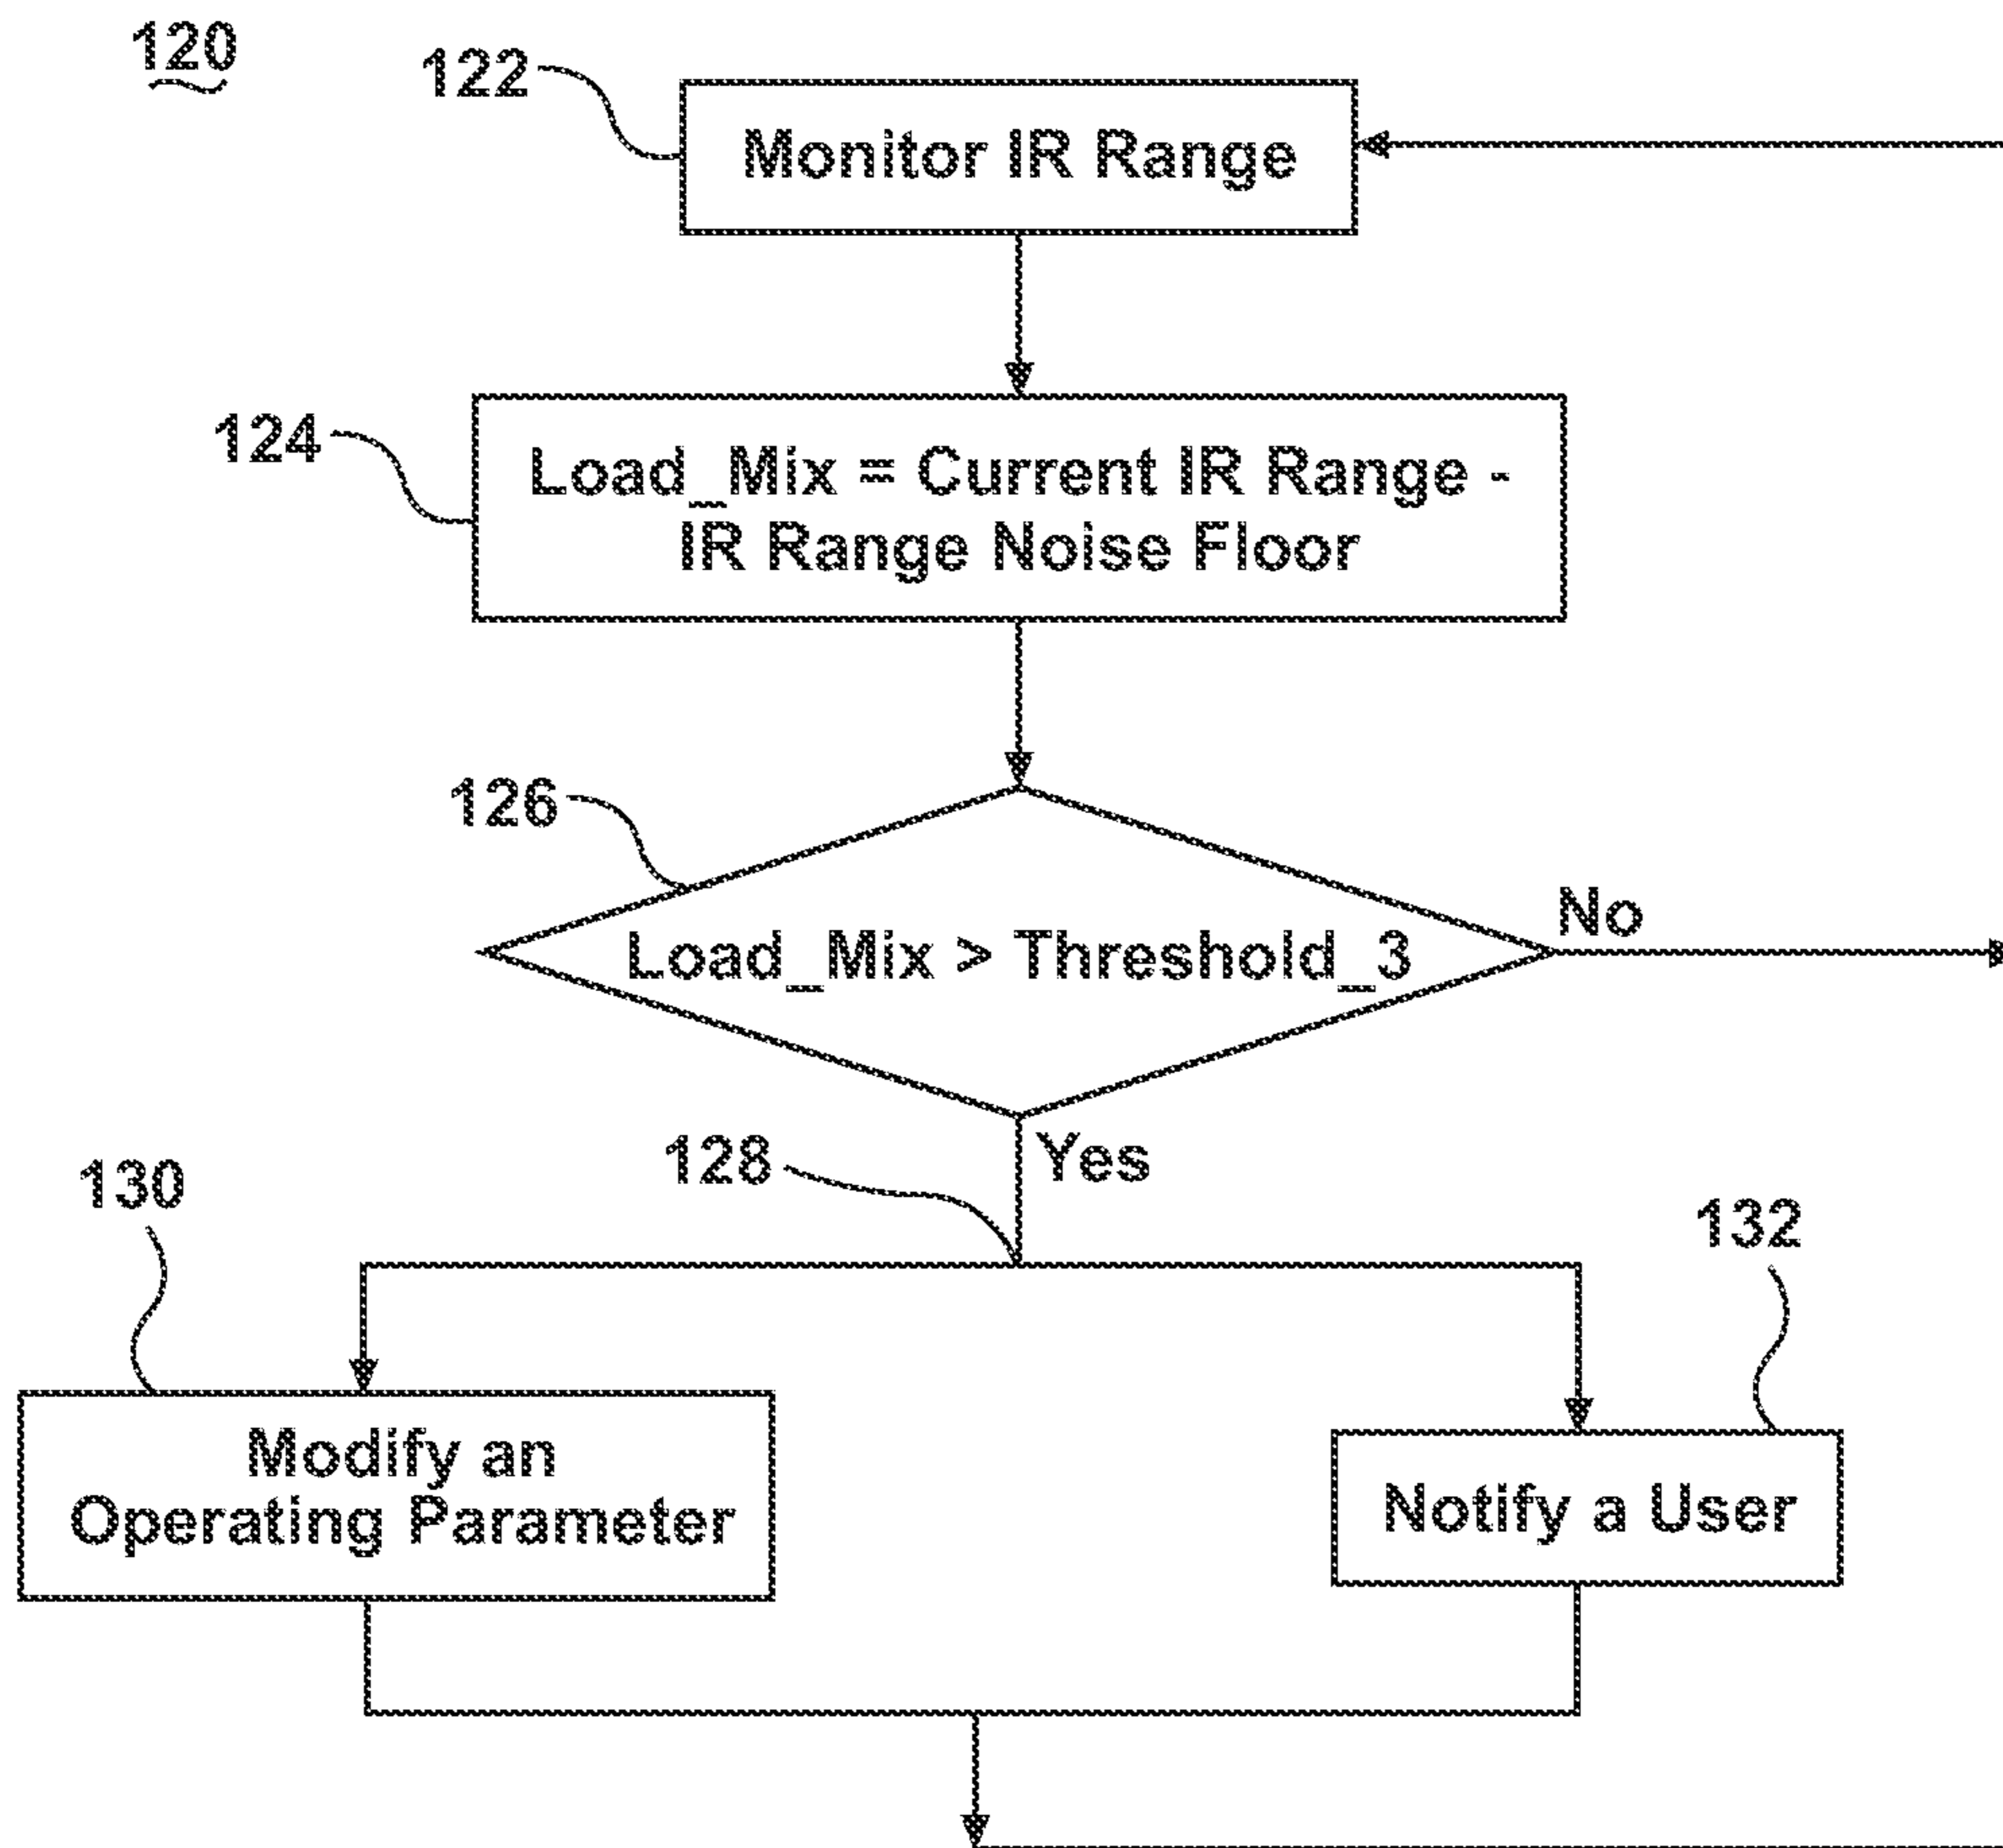 120
122
Monitor IR Range
124
Load_Mix = Current IR Range -
IR Range Noise Floor
126
Load_Mix > Threshold_3
No
Yes
128
130
132
Modify an
Operating Parameter
Notify a User